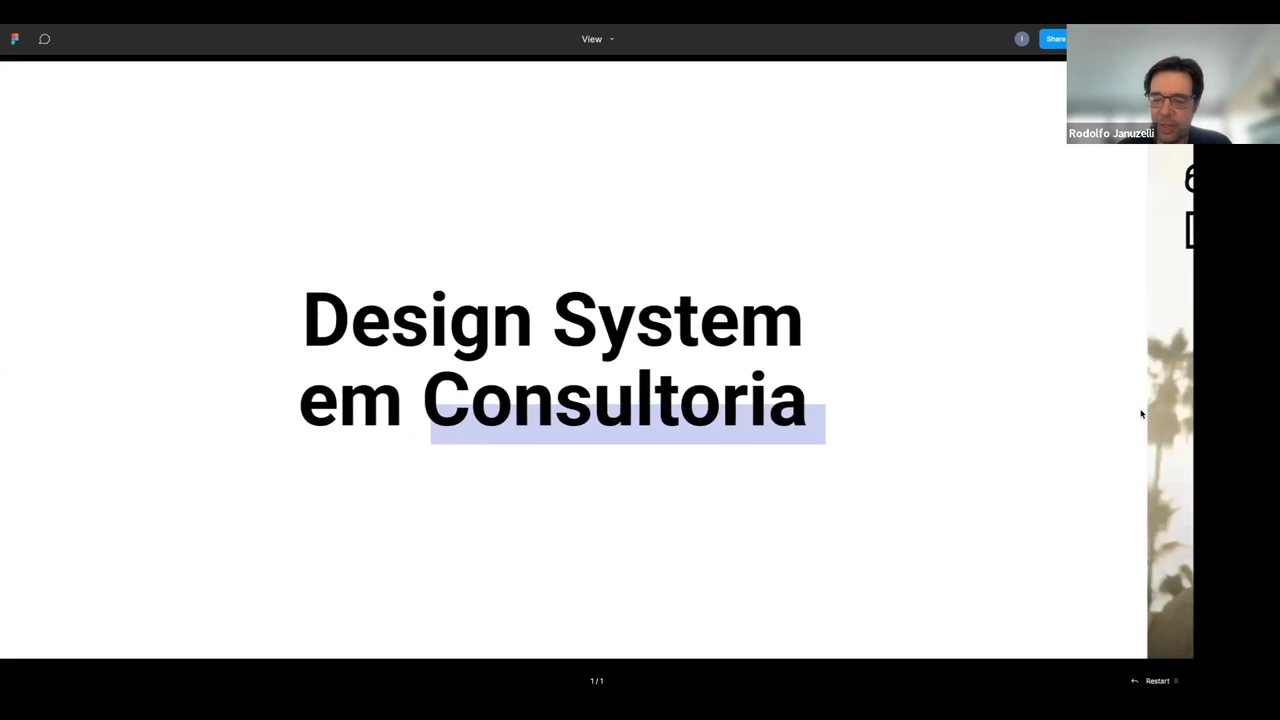 View
I
Share
Rodolfo Januzelli
Design System
em Consultoria
1 / 1
Restart R